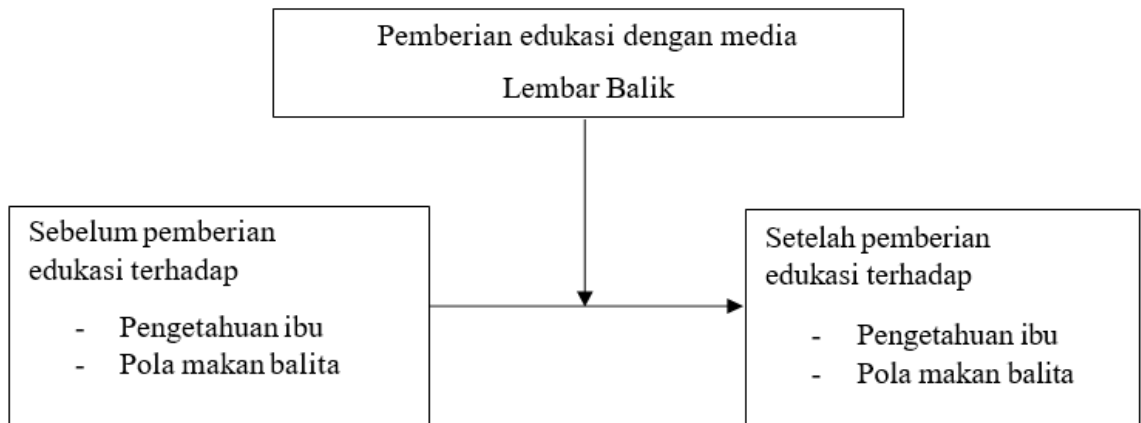 Pemberian edukasi dengan media
Lembar Balik
Sebelum pemberian
edukasi terhadap
- Pengetahuan ibu
- Pola makan balita
Setelah pemberian
edukasi terhadap
- Pengetahuan ibu
- Pola makan balita